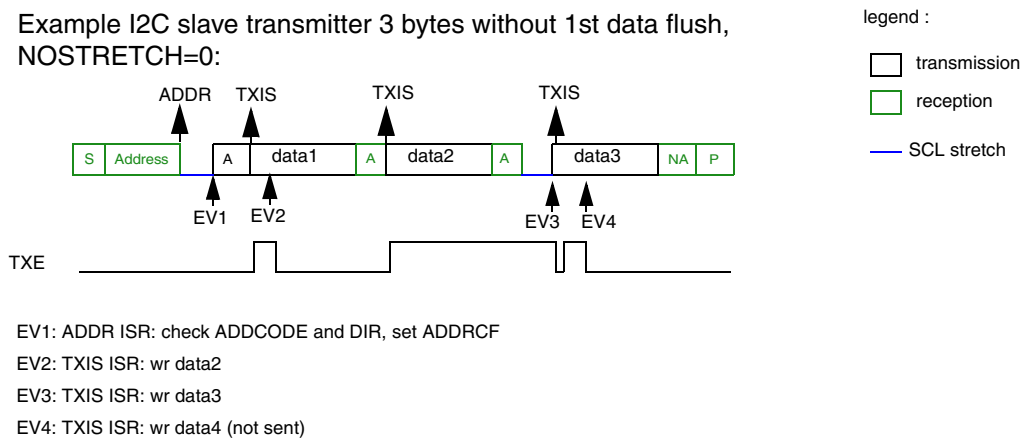 Example I2C slave transmitter 3 bytes without 1st data flush,
NOSTRETCH=0:
legend :
transmission
reception
SCL stretch
ADDR TXIS TXIS TXIS
S Address A data1 A data2 A data3 NA P
EV1 EV2 EV3 EV4
TXE
EV1: ADDR ISR: check ADDCODE and DIR, set ADDRCF
EV2: TXIS ISR: wr data2
EV3: TXIS ISR: wr data3
EV4: TXIS ISR: wr data4 (not sent)